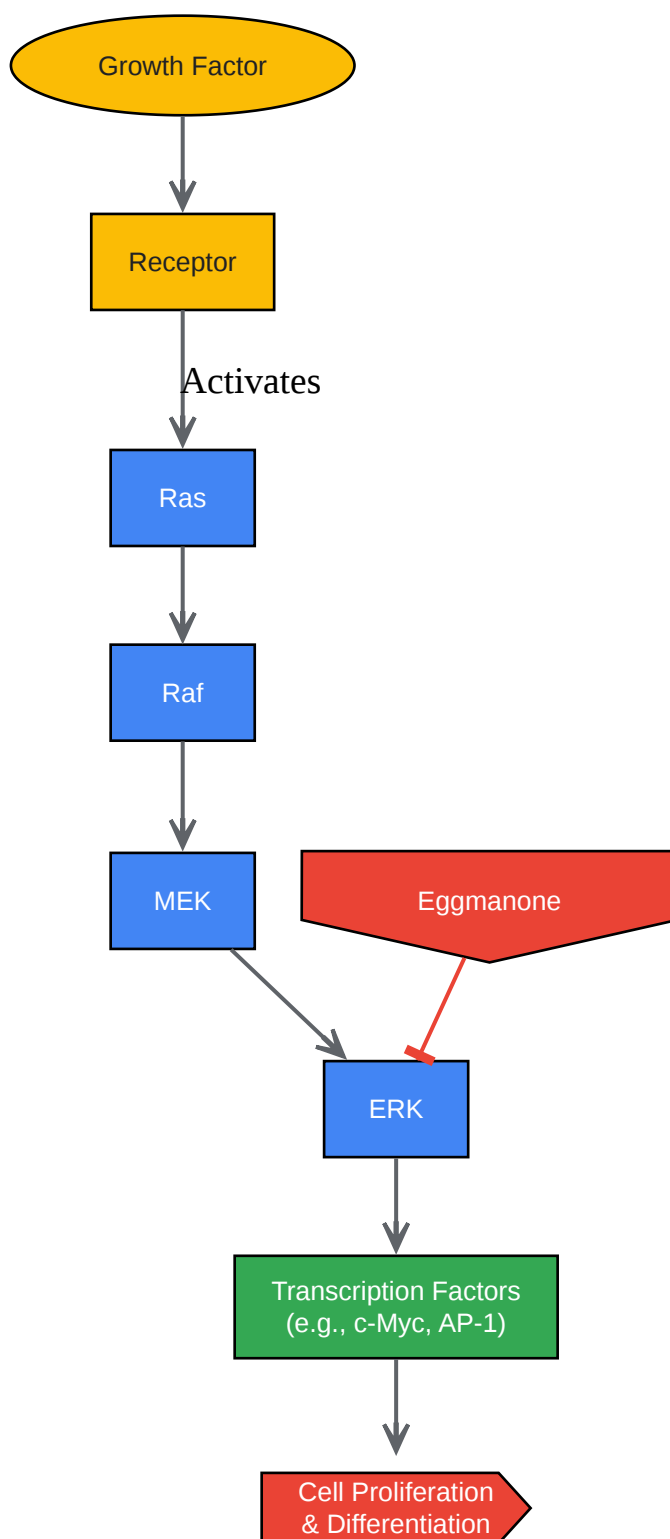 Growth Factor
Receptor
Activates
Ras
Raf
MEK
Eggmanone
ERK
Transcription Factors
(e.g., c-Myc, AP-1)
Cell Proliferation
& Differentiation